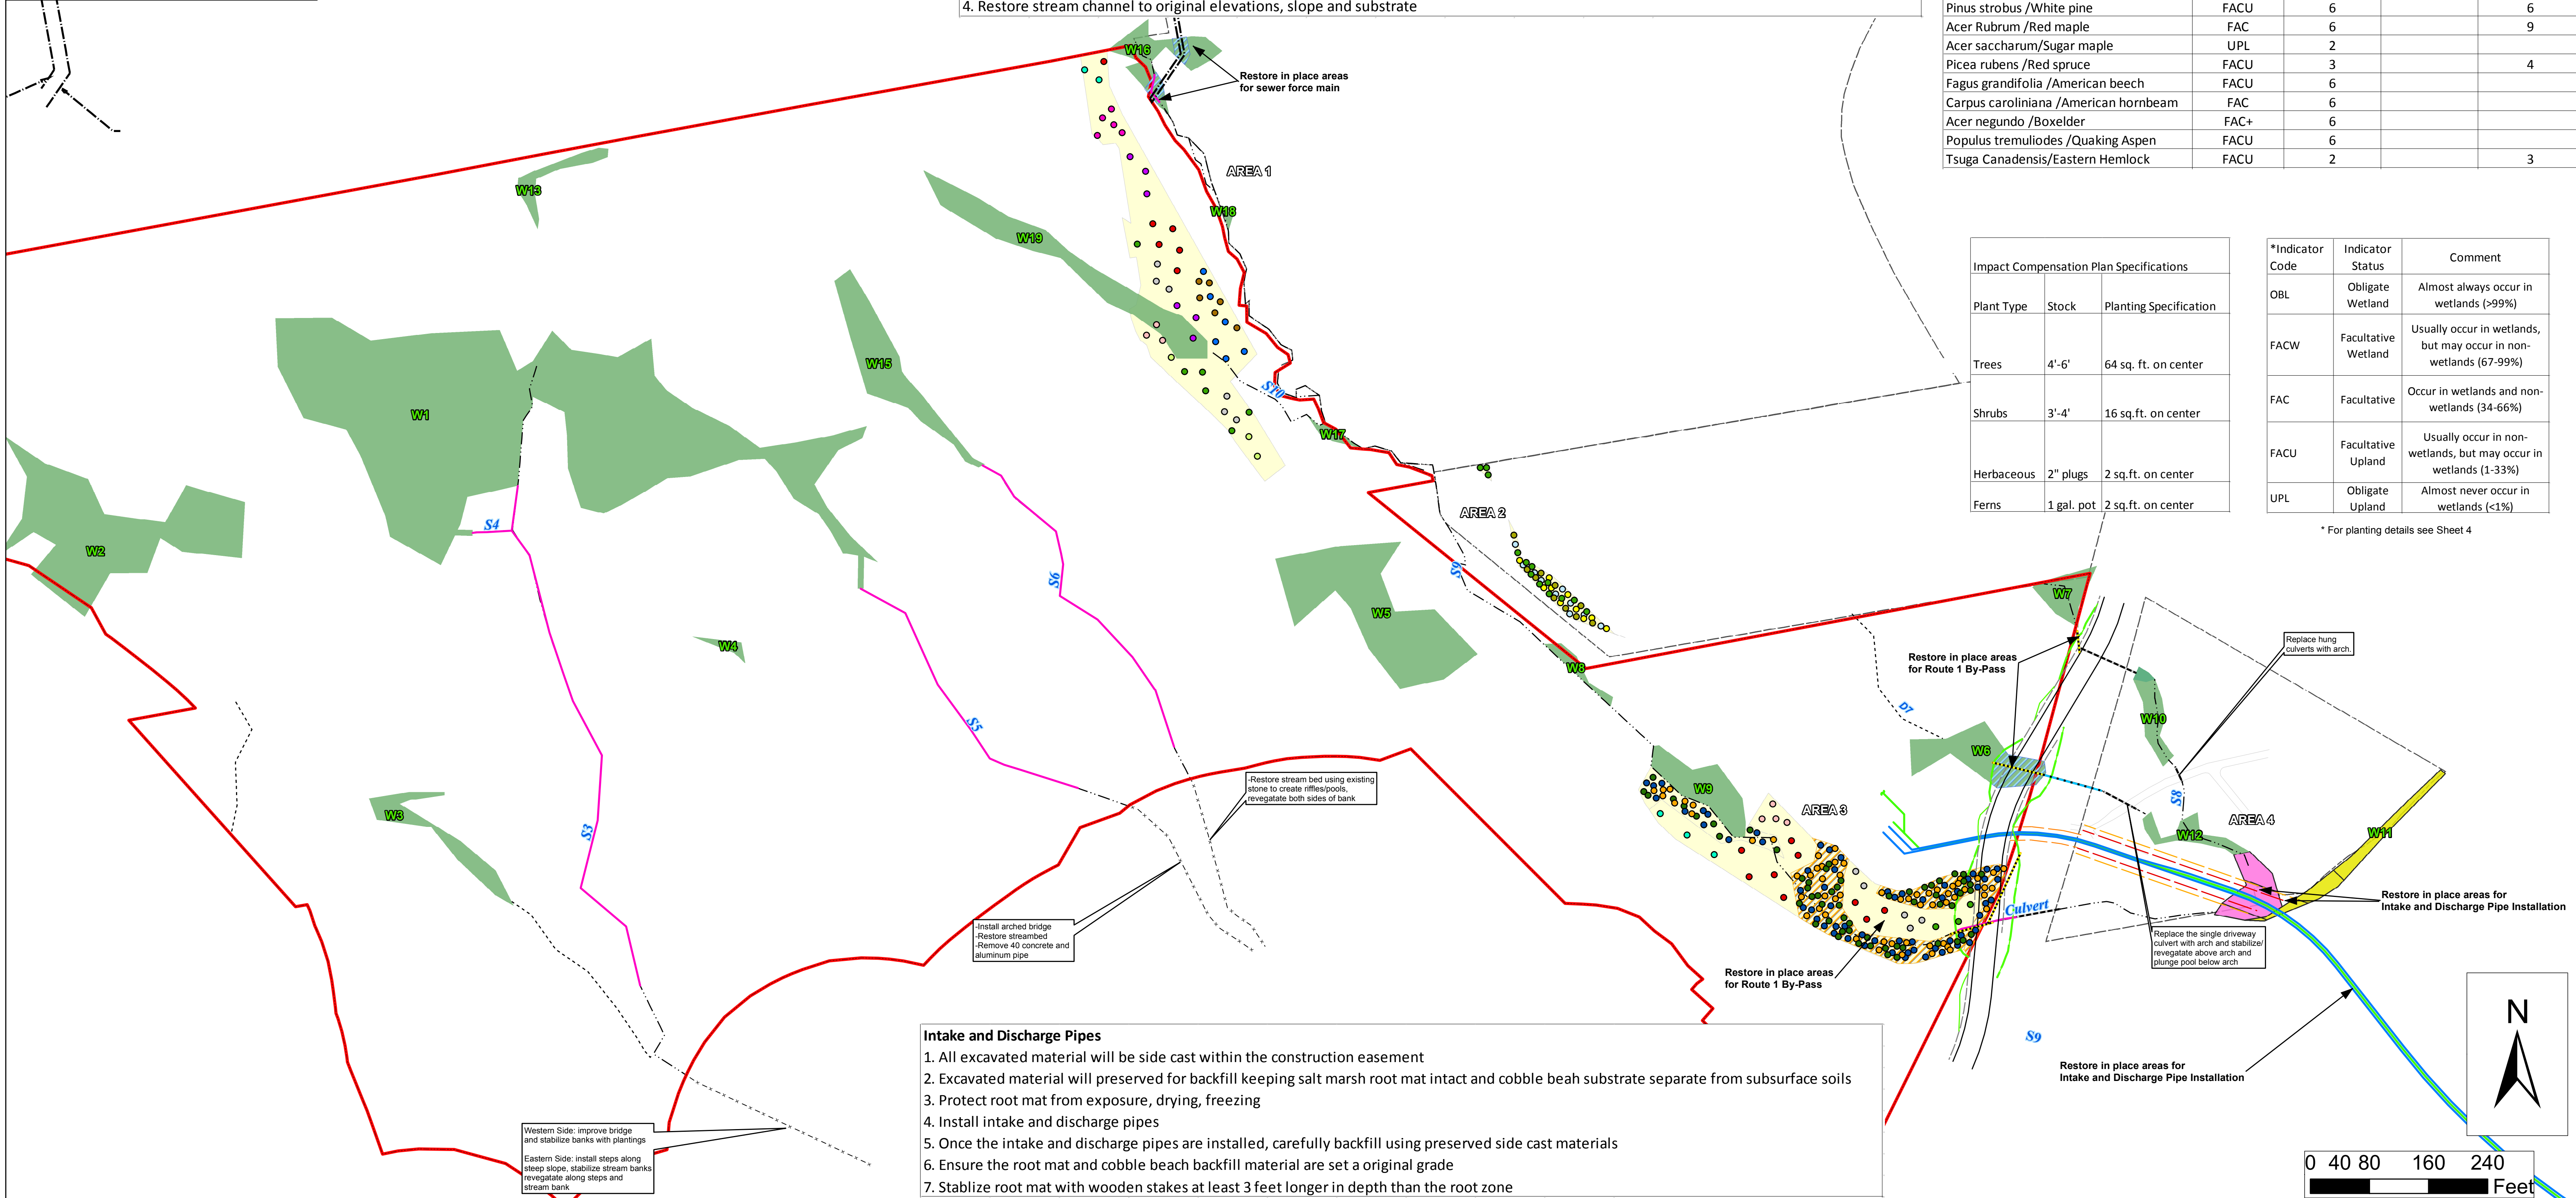 4. Restore stream channel to original elevations, slope and substrate
Pinus strobus /White pine FACU 6 6
Acer Rubrum /Red maple FAC 6 9
Acer saccharum/Sugar maple UPL 2
Picea rubens /Red spruce FACU 3 4
Fagus grandifolia /American beech FACU 6
Carpus caroliniana /American hornbeam FAC 6
Acer negundo /Boxelder FAC+ 6
Populus tremuliodes /Quaking Aspen FACU 6
Tsuga Canadensis/Eastern Hemlock FACU 2 3
W16
Restore in place areas
for sewer force main
AREA 1
W13
W18
W19
Impact Compensation Plan Specifications
Plant Type Stock Planting Specification
Trees 4'-6' 64 sq. ft. on center
Shrubs 3'-4' 16 sq.ft. on center
Herbaceous 2" plugs 2 sq.ft. on center
Ferns 1 gal. pot 2 sq.ft. on center
*Indicator
Code
Indicator
Status
Comment
OBL
Obligate
Wetland
Almost always occur in
wetlands (>99%)
FACW
Facultative
Wetland
Usually occur in wetlands,
but may occur in non-
wetlands (67-99%)
FAC
Facultative
Occur in wetlands and non-
wetlands (34-66%)
FACU
Facultative
Upland
Usually occur in non-
wetlands, but may occur in
wetlands (1-33%)
UPL
Obligate
Upland
Almost never occur in
wetlands (<1%)
* For planting details see Sheet 4
W15
S10
W1
W17
AREA 2
S4
W2
S6
S9
W5
W4
W8
W7
Restore in place areas
for Route 1 By-Pass
Replace hung
culverts with arch.
D7
W10
S5
W6
-Restore stream bed using existing
stone to create riffles/pools,
revegatate both sides of bank
W9
AREA 3
S8
AREA 4
W3
S3
W12
W11
Restore in place areas for
Intake and Discharge Pipe Installation
Culvert
-Install arched bridge
-Restore streambed
-Remove 40 concrete and
aluminum pipe
Replace the single driveway
culvert with arch and stabilize/
revegatate above arch and
plunge pool below arch
Restore in place areas
for Route 1 By-Pass
S9
Restore in place areas for
Intake and Discharge Pipe Installation
N
Intake and Discharge Pipes
1. All excavated material will be side cast within the construction easement
2. Excavated material will preserved for backfill keeping salt marsh root mat intact and cobble beah substrate separate from subsurface soils
3. Protect root mat from exposure, drying, freezing
4. Install intake and discharge pipes
5. Once the intake and discharge pipes are installed, carefully backfill using preserved side cast materials
6. Ensure the root mat and cobble beach backfill material are set a original grade
7. Stablize root mat with wooden stakes at least 3 feet longer in depth than the root zone
Western Side: improve bridge
and stabilize banks with plantings
Eastern Side: install steps along
steep slope, stabilize stream banks
revegatate along steps and
stream bank
0 40 80 160 240
Feet